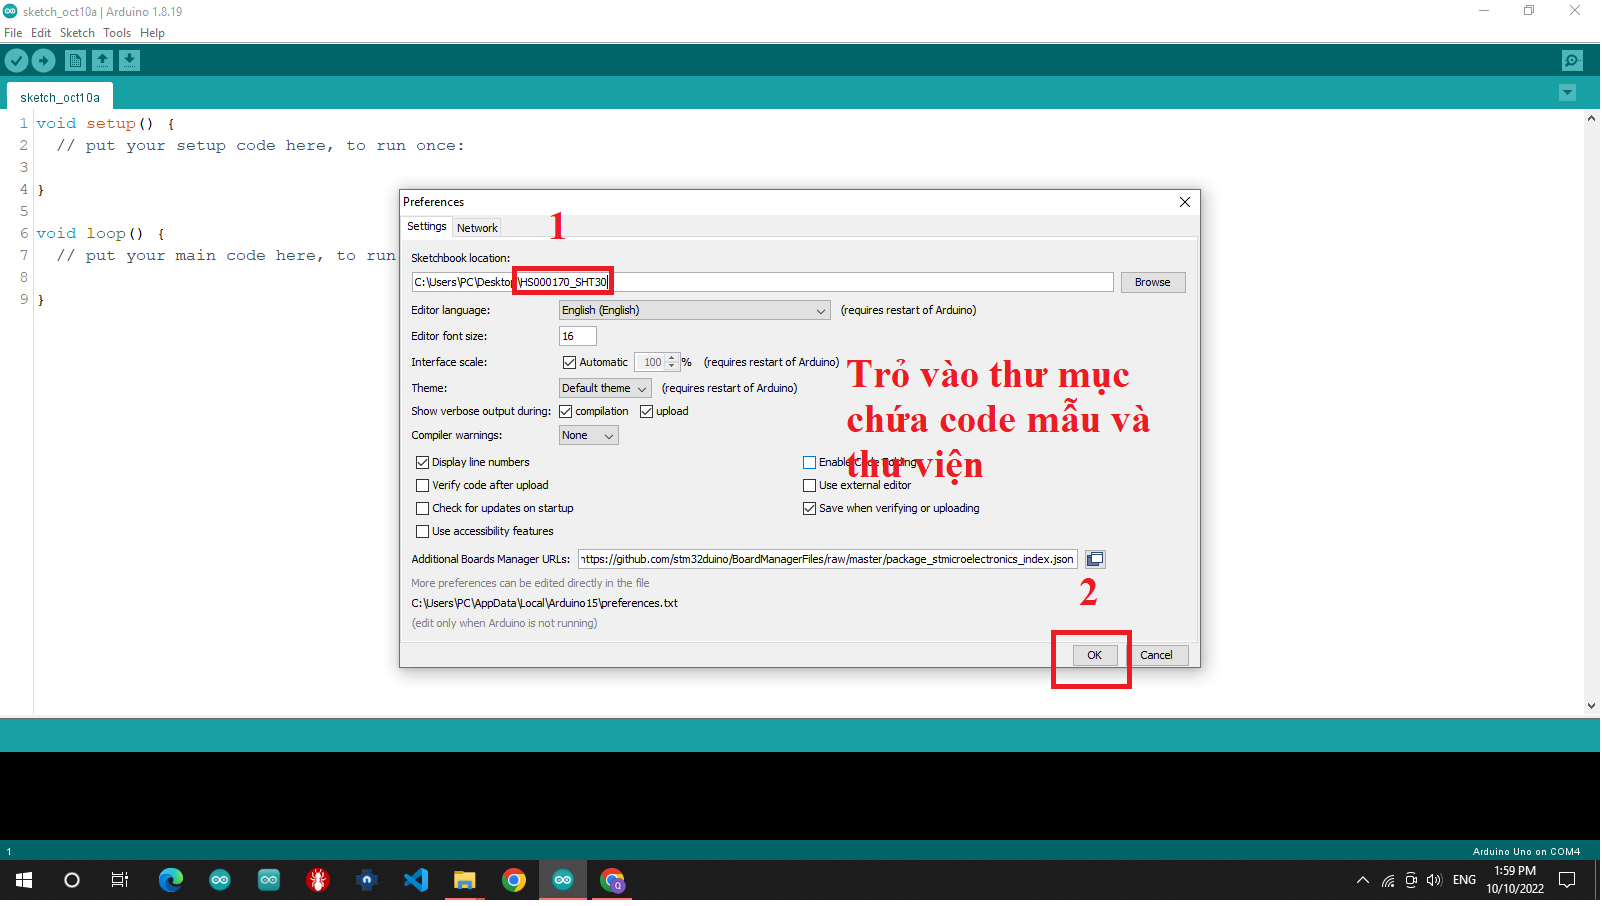 sketch_oct10a | Arduino 1.8.19
File Edit Sketch Tools Help
sketch_oct10a
1 void setup() {
2 // put your setup code here, to run once:
3
4 }
5
6 void loop() {
7 // put your main code here, to run
8
9 }
Preferences
Settings Network
1
Sketchbook location:
C:\Users\PC\Desktop\HS000170_SHT30 Browse
Editor language: English (English) (requires restart of Arduino)
Editor font size: 16
Interface scale: Automatic 100 % (requires restart of Arduino)
Theme: Default theme (requires restart of Arduino)
Show verbose output during: compilation upload
Compiler warnings: None
Trỏ vào thư mục
chứa code mẫu và
thư viện
Display line numbers Enable Code Folding
Verify code after upload Use external editor
Check for updates on startup Save when verifying or uploading
Use accessibility features
Additional Boards Manager URLs: https://github.com/stm32duino/BoardManagerFiles/raw/master/package_stmicroelectronics_index.json
More preferences can be edited directly in the file
C:\Users\PC\AppData\Local\Arduino15\preferences.txt
(edit only when Arduino is not running)
2
OK Cancel
1 Arduino Uno on COM4
ENG 1:59 PM
10/10/2022